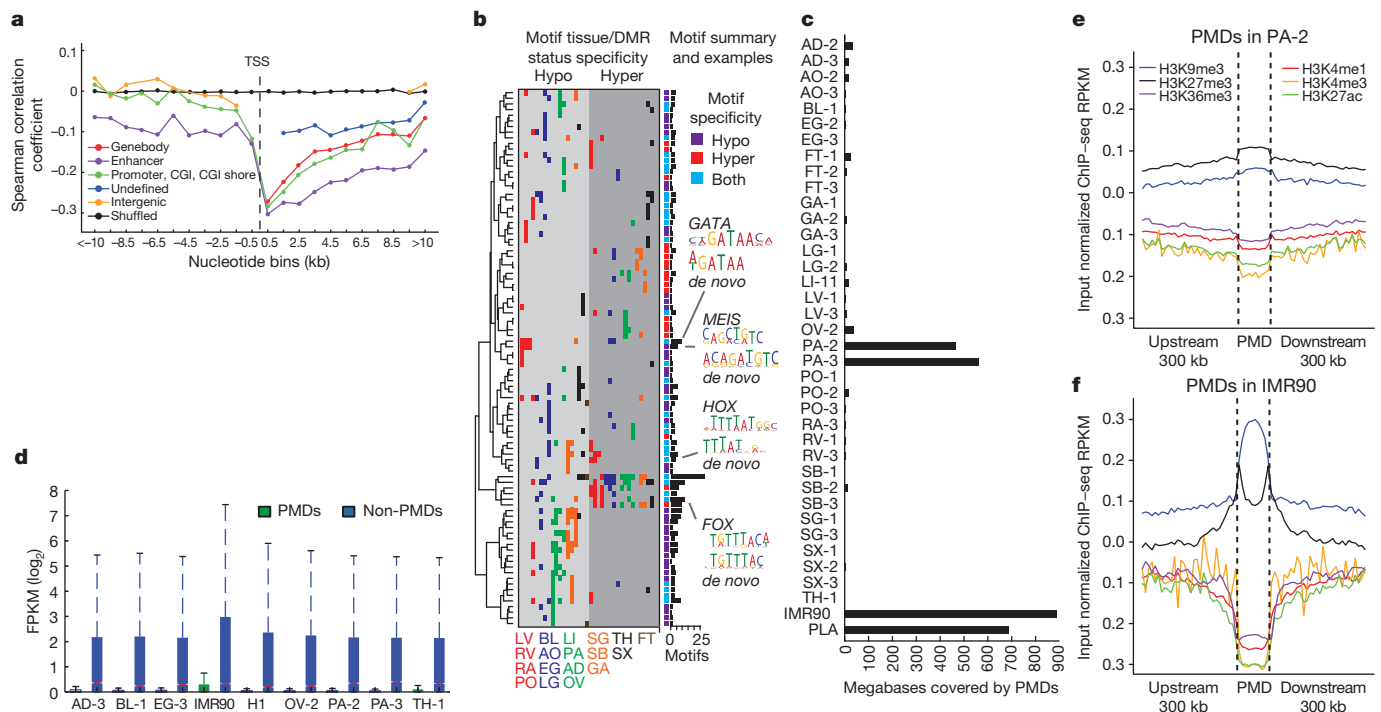 a
0.1
0
−0.1
−0.2
−0.3
Spearman correlation
coefficient
TSS
Genebody
Enhancer
Promoter, CGI, CGI shore
Undefined
Intergenic
Shuffled
<−10 −8.5 −6.5 −4.5 −2.5 −0.5 0.5 2.5 4.5 6.5 8.5 >10
Nucleotide bins (kb)
b
Motif tissue/DMR
status specificity
Hypo Hyper
Motif summary
and examples
Motif
specificity
Hypo
Hyper
Both
GATA
GATAACA
AGATAA
de novo
MEIS
CAGCTGTC
ACAGATGTC
de novo
HOX
TTTATGGC
TTTAT
de novo
FOX
TGTTTACA
TGTTTAC
de novo
LV BL LI SG TH FT
RV AO PA SB SX
RA EG AD GA
PO LG OV
0 25
Motifs
c
AD-2
AD-3
AO-2
AO-3
BL-1
EG-2
EG-3
FT-1
FT-2
FT-3
GA-1
GA-2
GA-3
LG-1
LG-2
LI-11
LV-1
LV-3
OV-2
PA-2
PA-3
PO-1
PO-2
PO-3
RA-3
RV-1
RV-3
SB-1
SB-2
SB-3
SG-1
SG-3
SX-1
SX-3
TH-1
IMR90
PLA
0 100 200 300 400 500 600 700 800 900
Megabases covered by PMDs
d
8
7
6
5
4
3
2
1
0
FPKM (log2)
PMDs Non-PMDs
AD-3 BL-1 EG-3 IMR90 H1 OV-2 PA-2 PA-3 TH-1
e
PMDs in PA-2
H3K9me3 H3K4me1
H3K27me3 H3K4me3
H3K36me3 H3K27ac
0.3
0.2
0.1
0.0
0.1
0.2
0.3
Input normalized ChIP−seq RPKM
Upstream PMD Downstream
300 kb 300 kb
f
PMDs in IMR90
0.3
0.2
0.1
0.0
0.1
0.2
0.3
Input normalized ChIP−seq RPKM
Upstream PMD Downstream
300 kb 300 kb